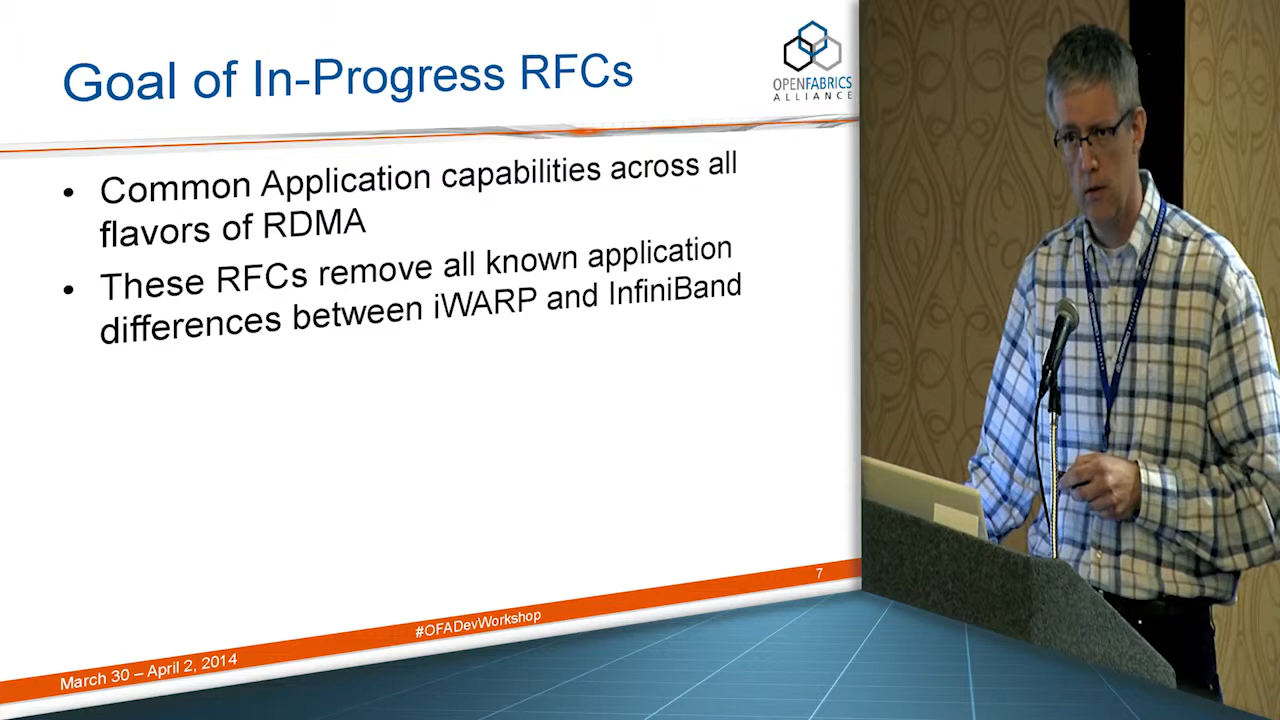 Goal of In-Progress RFCs
OPENFABRICS
ALLIANCE
• Common Application capabilities across all
flavors of RDMA
• These RFCs remove all known application
differences between iWARP and InfiniBand
7
#OFADevWorkshop
March 30 – April 2, 2014